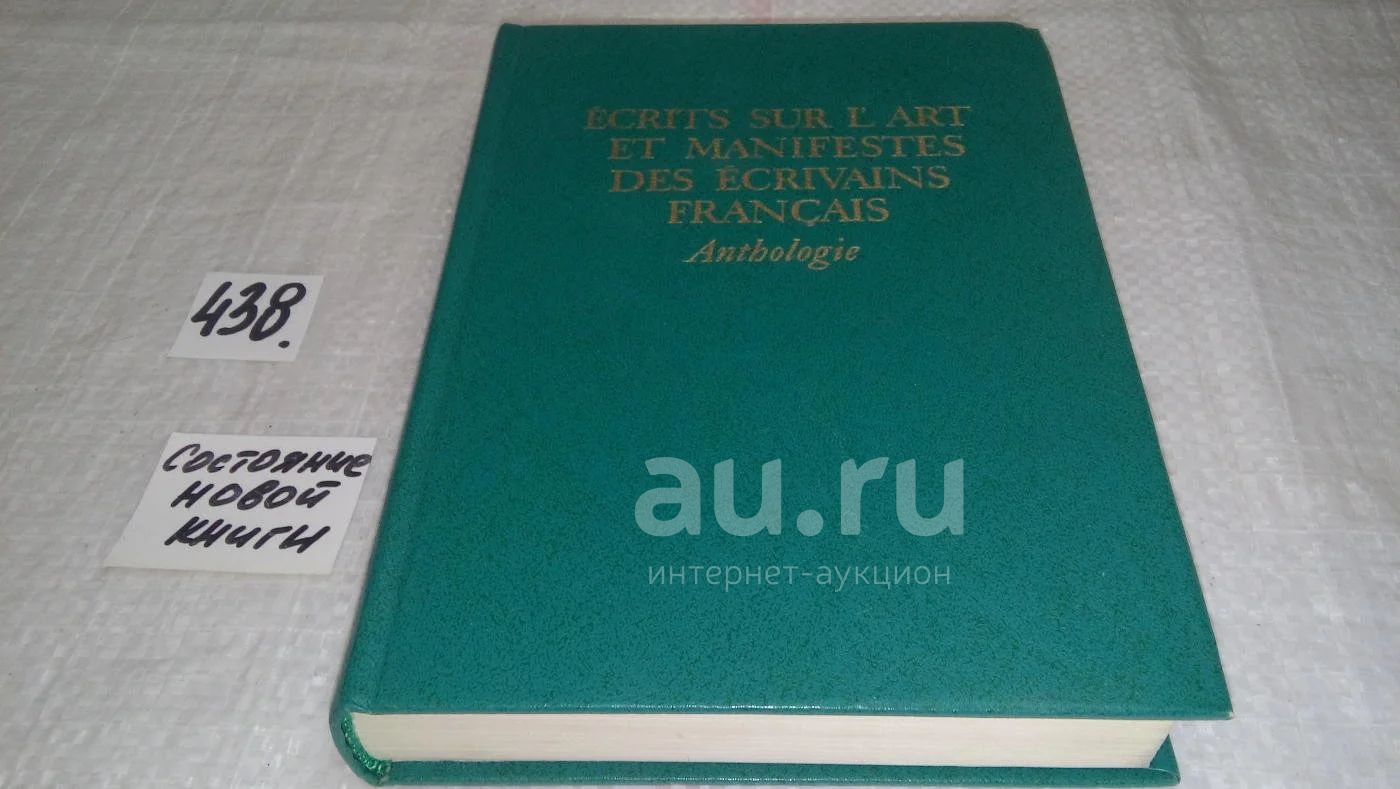 ÉCRITS SUR L'ART
ET MANIFESTES
DES ÉCRIVAINS
FRANÇAIS
Anthologie
438.
Состояние
новой
книги
au.ru
интернет-аукцион